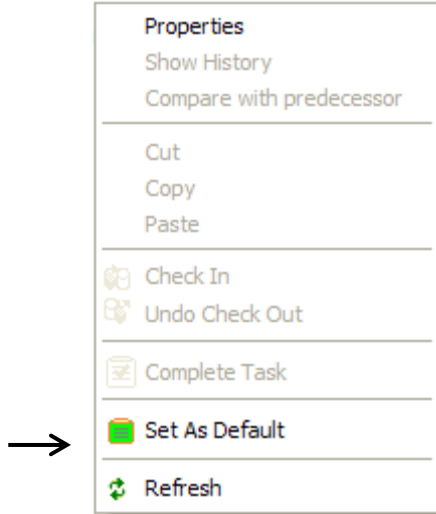 Properties
Show History
Compare with predecessor
Cut
Copy
Paste
Check In
Undo Check Out
Complete Task
Set As Default
Refresh